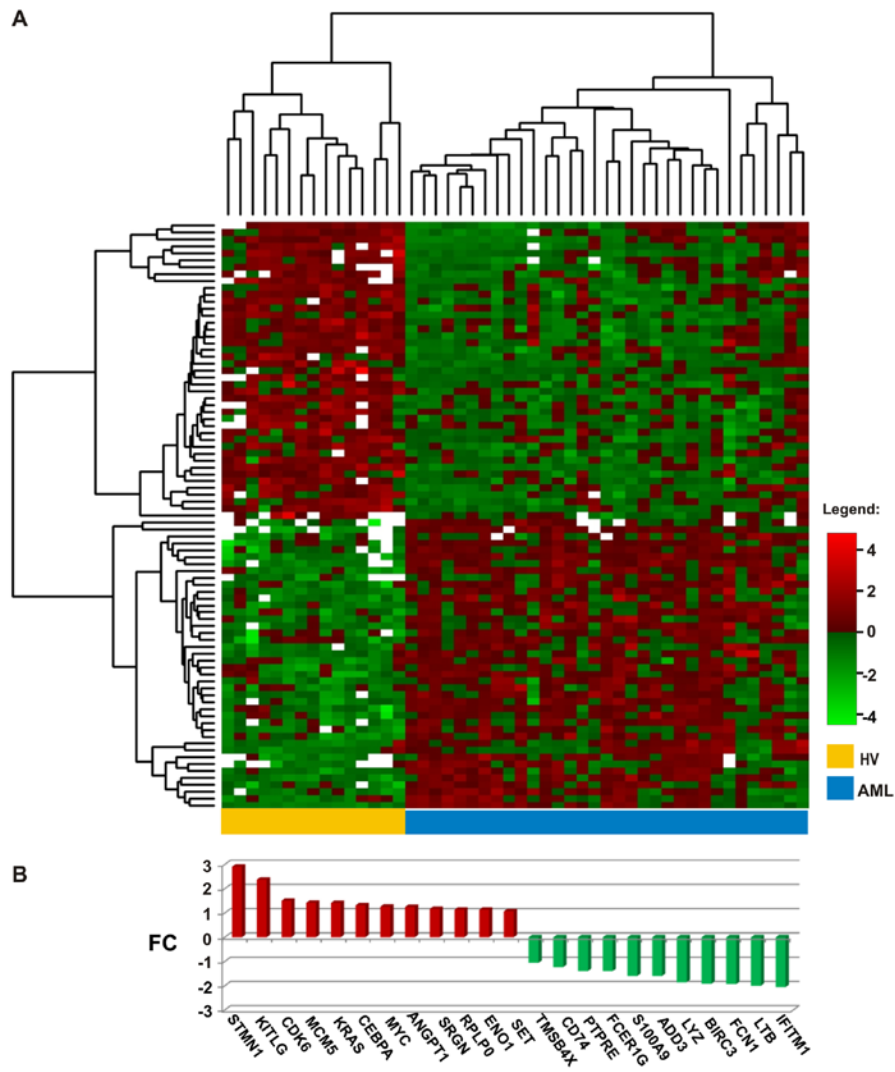 A
Legend:
4
2
0
-2
-4
HV
AML
B
3
2
1
0
-1
-2
-3
FC
STMN1
KITLG
CDK6
MCM5
KRAS
CEBPA
MYC
ANGPT1
SRGN
RPLP0
ENO1
SET
TMSB4X
CD74
PTPRE
FCER1G
S100A9
ADD3
LYZ
BIRC3
FCN1
LTB
IFITM1